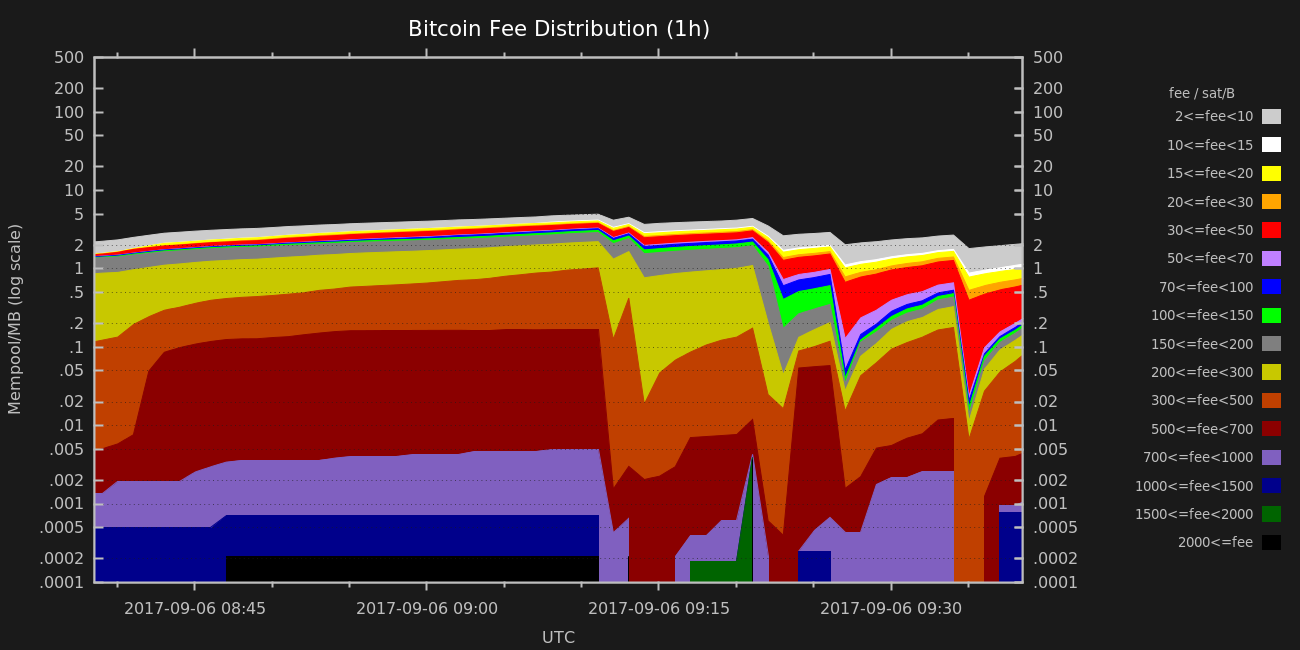 Bitcoin Fee Distribution (1h)
Mempool/MB (log scale)
500
200
100
50
20
10
5
2
1
.5
.2
.1
.05
.02
.01
.005
.002
.001
.0005
.0002
.0001
500
200
100
50
20
10
5
2
1
.5
.2
.1
.05
.02
.01
.005
.002
.001
.0005
.0002
.0001
2017-09-06 08:45
2017-09-06 09:00
2017-09-06 09:15
2017-09-06 09:30
UTC
fee / sat/B
2<=fee<10
10<=fee<15
15<=fee<20
20<=fee<30
30<=fee<50
50<=fee<70
70<=fee<100
100<=fee<150
150<=fee<200
200<=fee<300
300<=fee<500
500<=fee<700
700<=fee<1000
1000<=fee<1500
1500<=fee<2000
2000<=fee